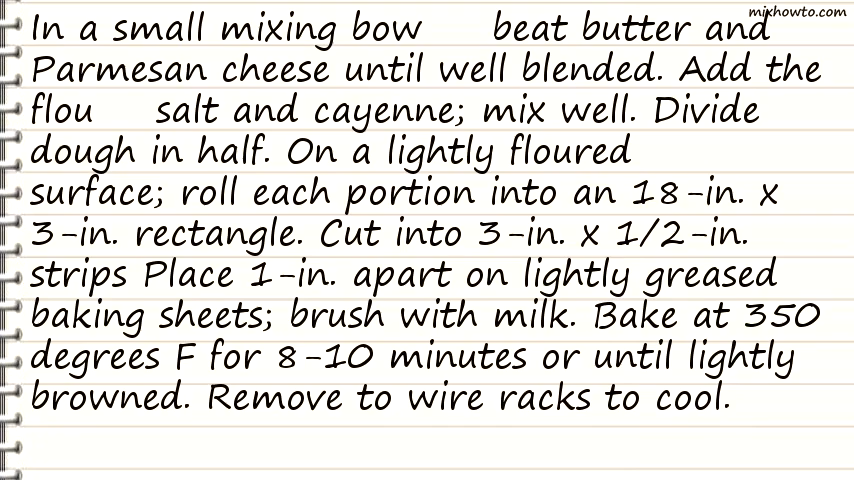 mixhowto.com
In a small mixing bow beat butter and
Parmesan cheese until well blended. Add the
flou salt and cayenne; mix well. Divide
dough in half. On a lightly floured
surface; roll each portion into an 18-in. x
3-in. rectangle. Cut into 3-in. x 1/2-in.
strips Place 1-in. apart on lightly greased
baking sheets; brush with milk. Bake at 350
degrees F for 8-10 minutes or until lightly
browned. Remove to wire racks to cool.